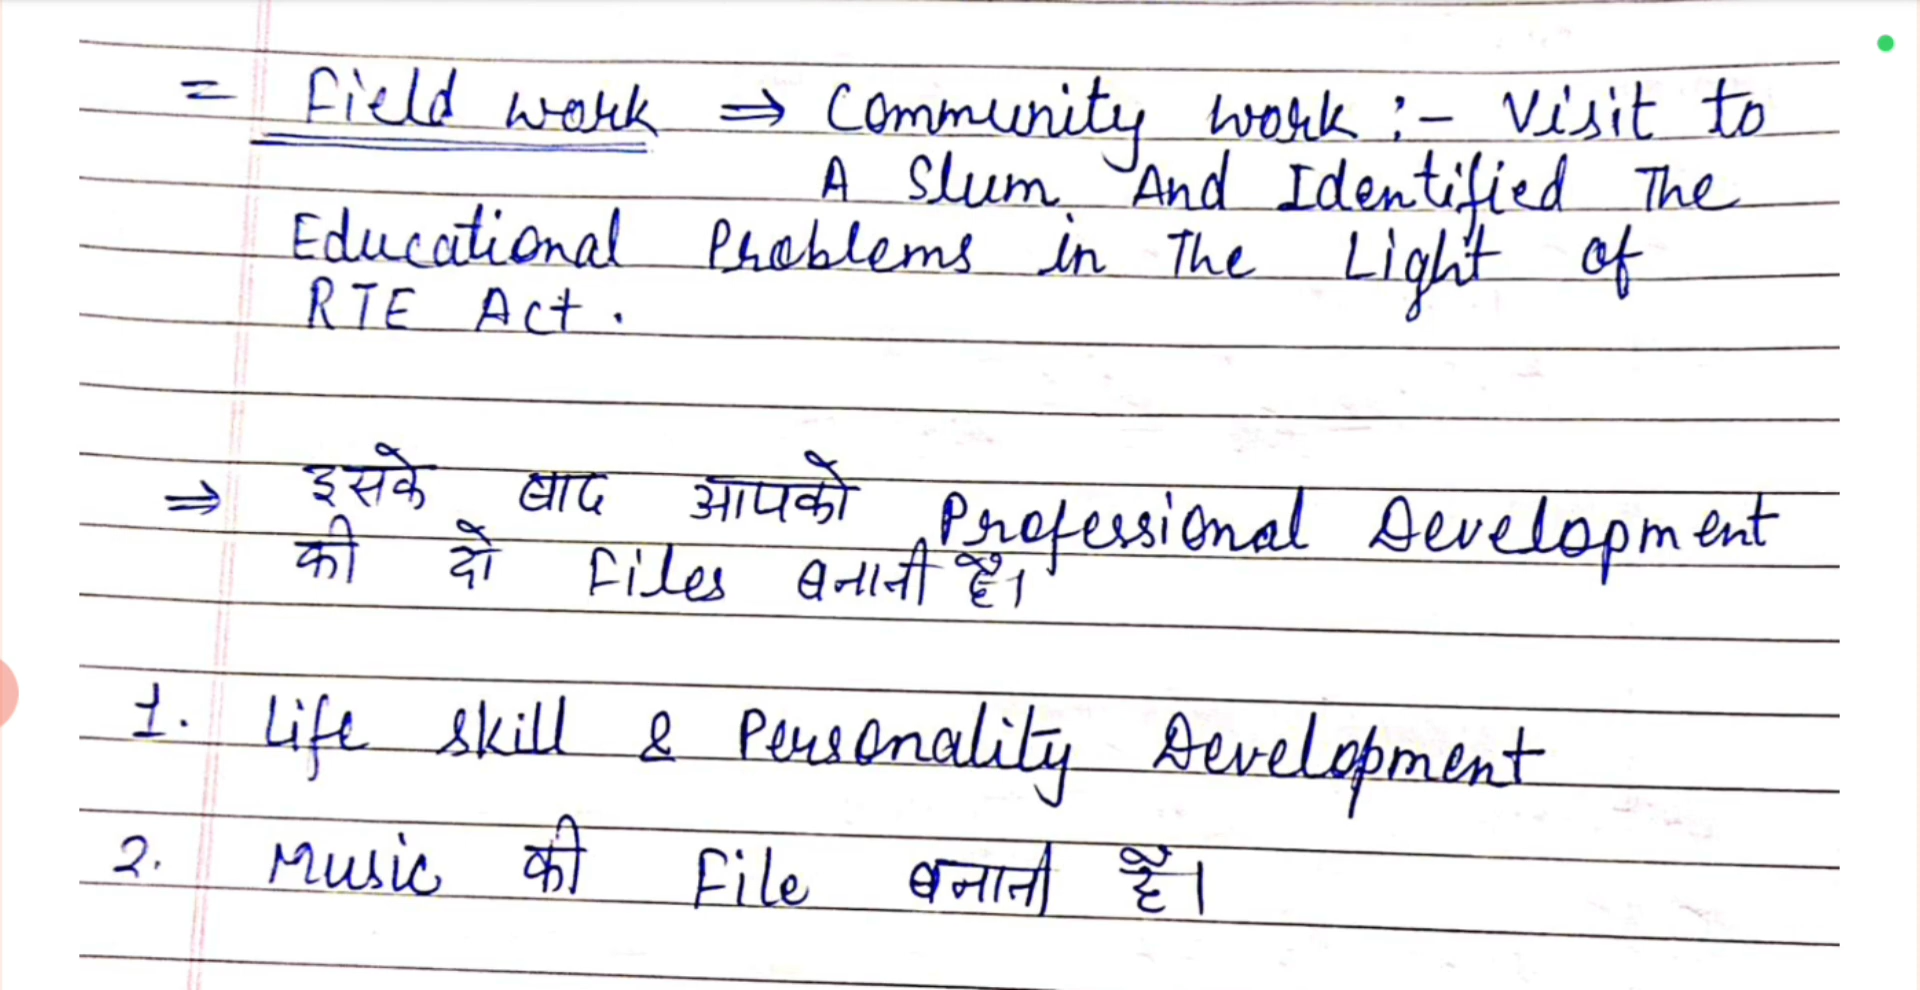 = Field work ⇒ Community work :- Visit to
A Slum And Identified The
Educational Problems in The Light of
RTE Act.
⇒ इसके बाद आपको Professional Development
की दो Files बनानी है।
1. Life skill & Personality Development
2. Music की File बनानी है।